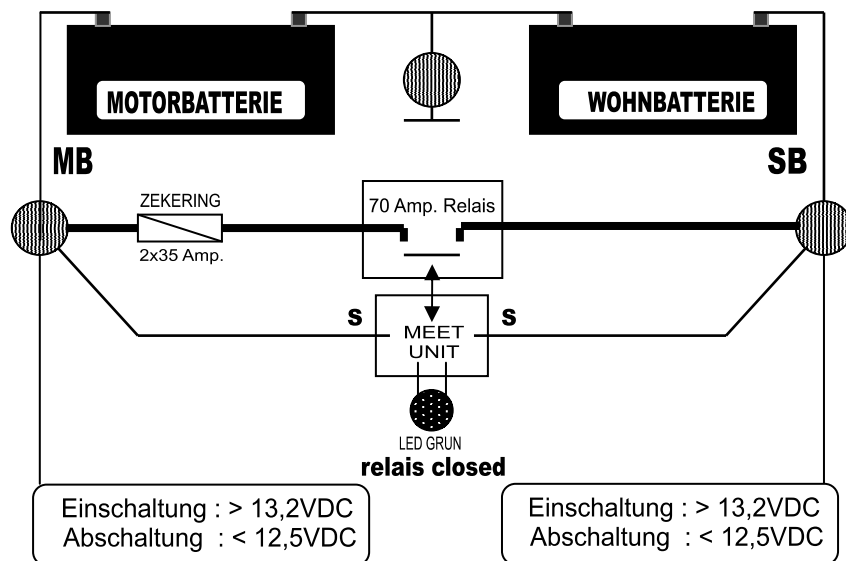 MOTORBATTERIE
WOHNBATTERIE
MB
SB
ZEKERING
2x35 Amp.
70 Amp. Relais
S
S
MEET
UNIT
LED GRUN
relais closed
Einschaltung : > 13,2VDC
Abschaltung : < 12,5VDC
Einschaltung : > 13,2VDC
Abschaltung : < 12,5VDC